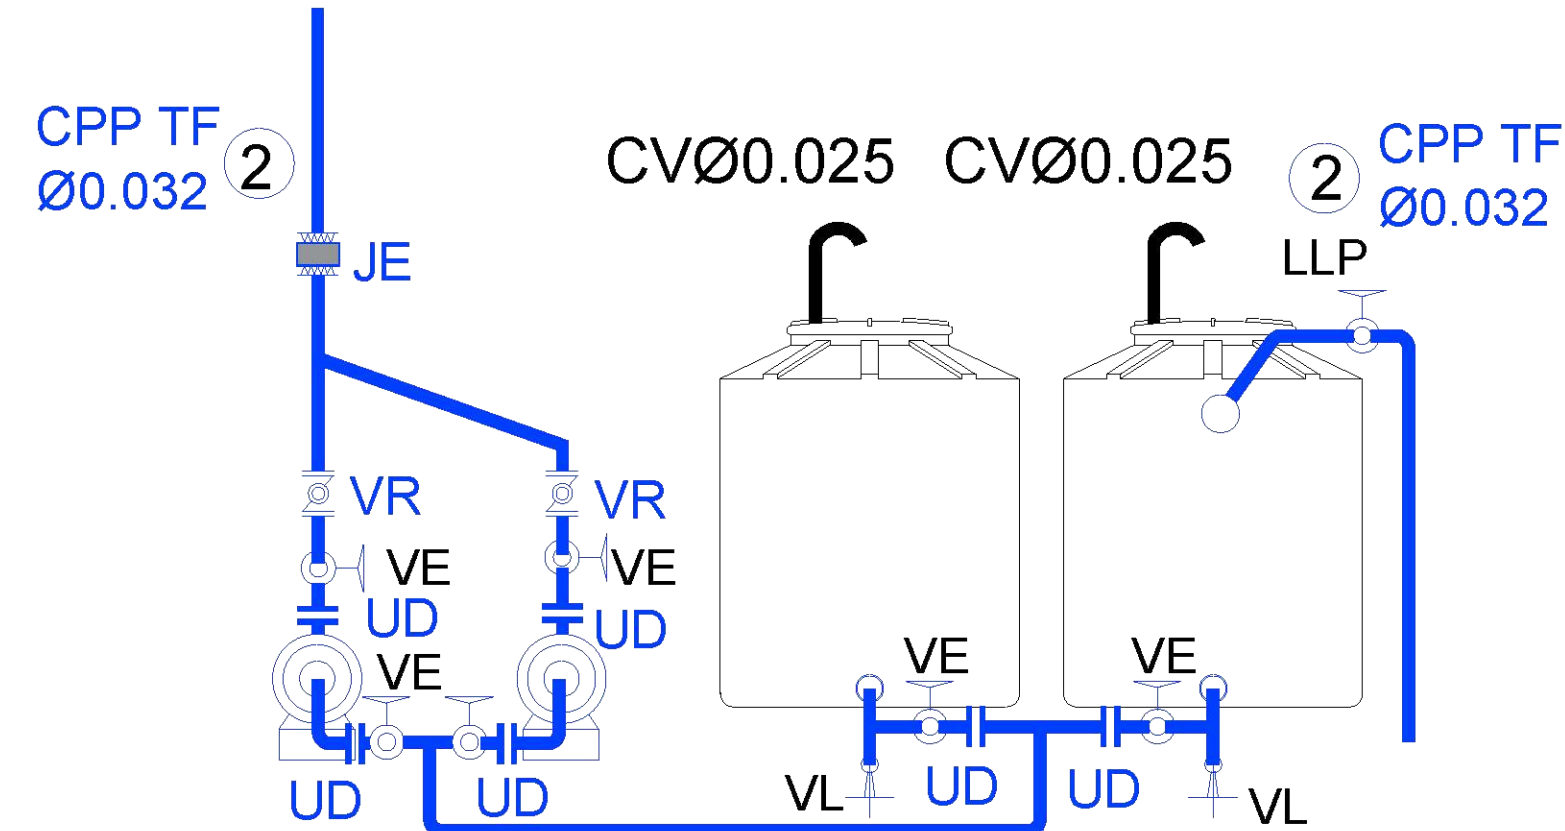 CPP TF
Ø0.032
2
CVØ0.025
CVØ0.025
2
CPP TF
Ø0.032
JE
LLP
VR
VR
VE
VE
UD
UD
VE
VE
VE
UD
UD
VL
UD
UD
VL